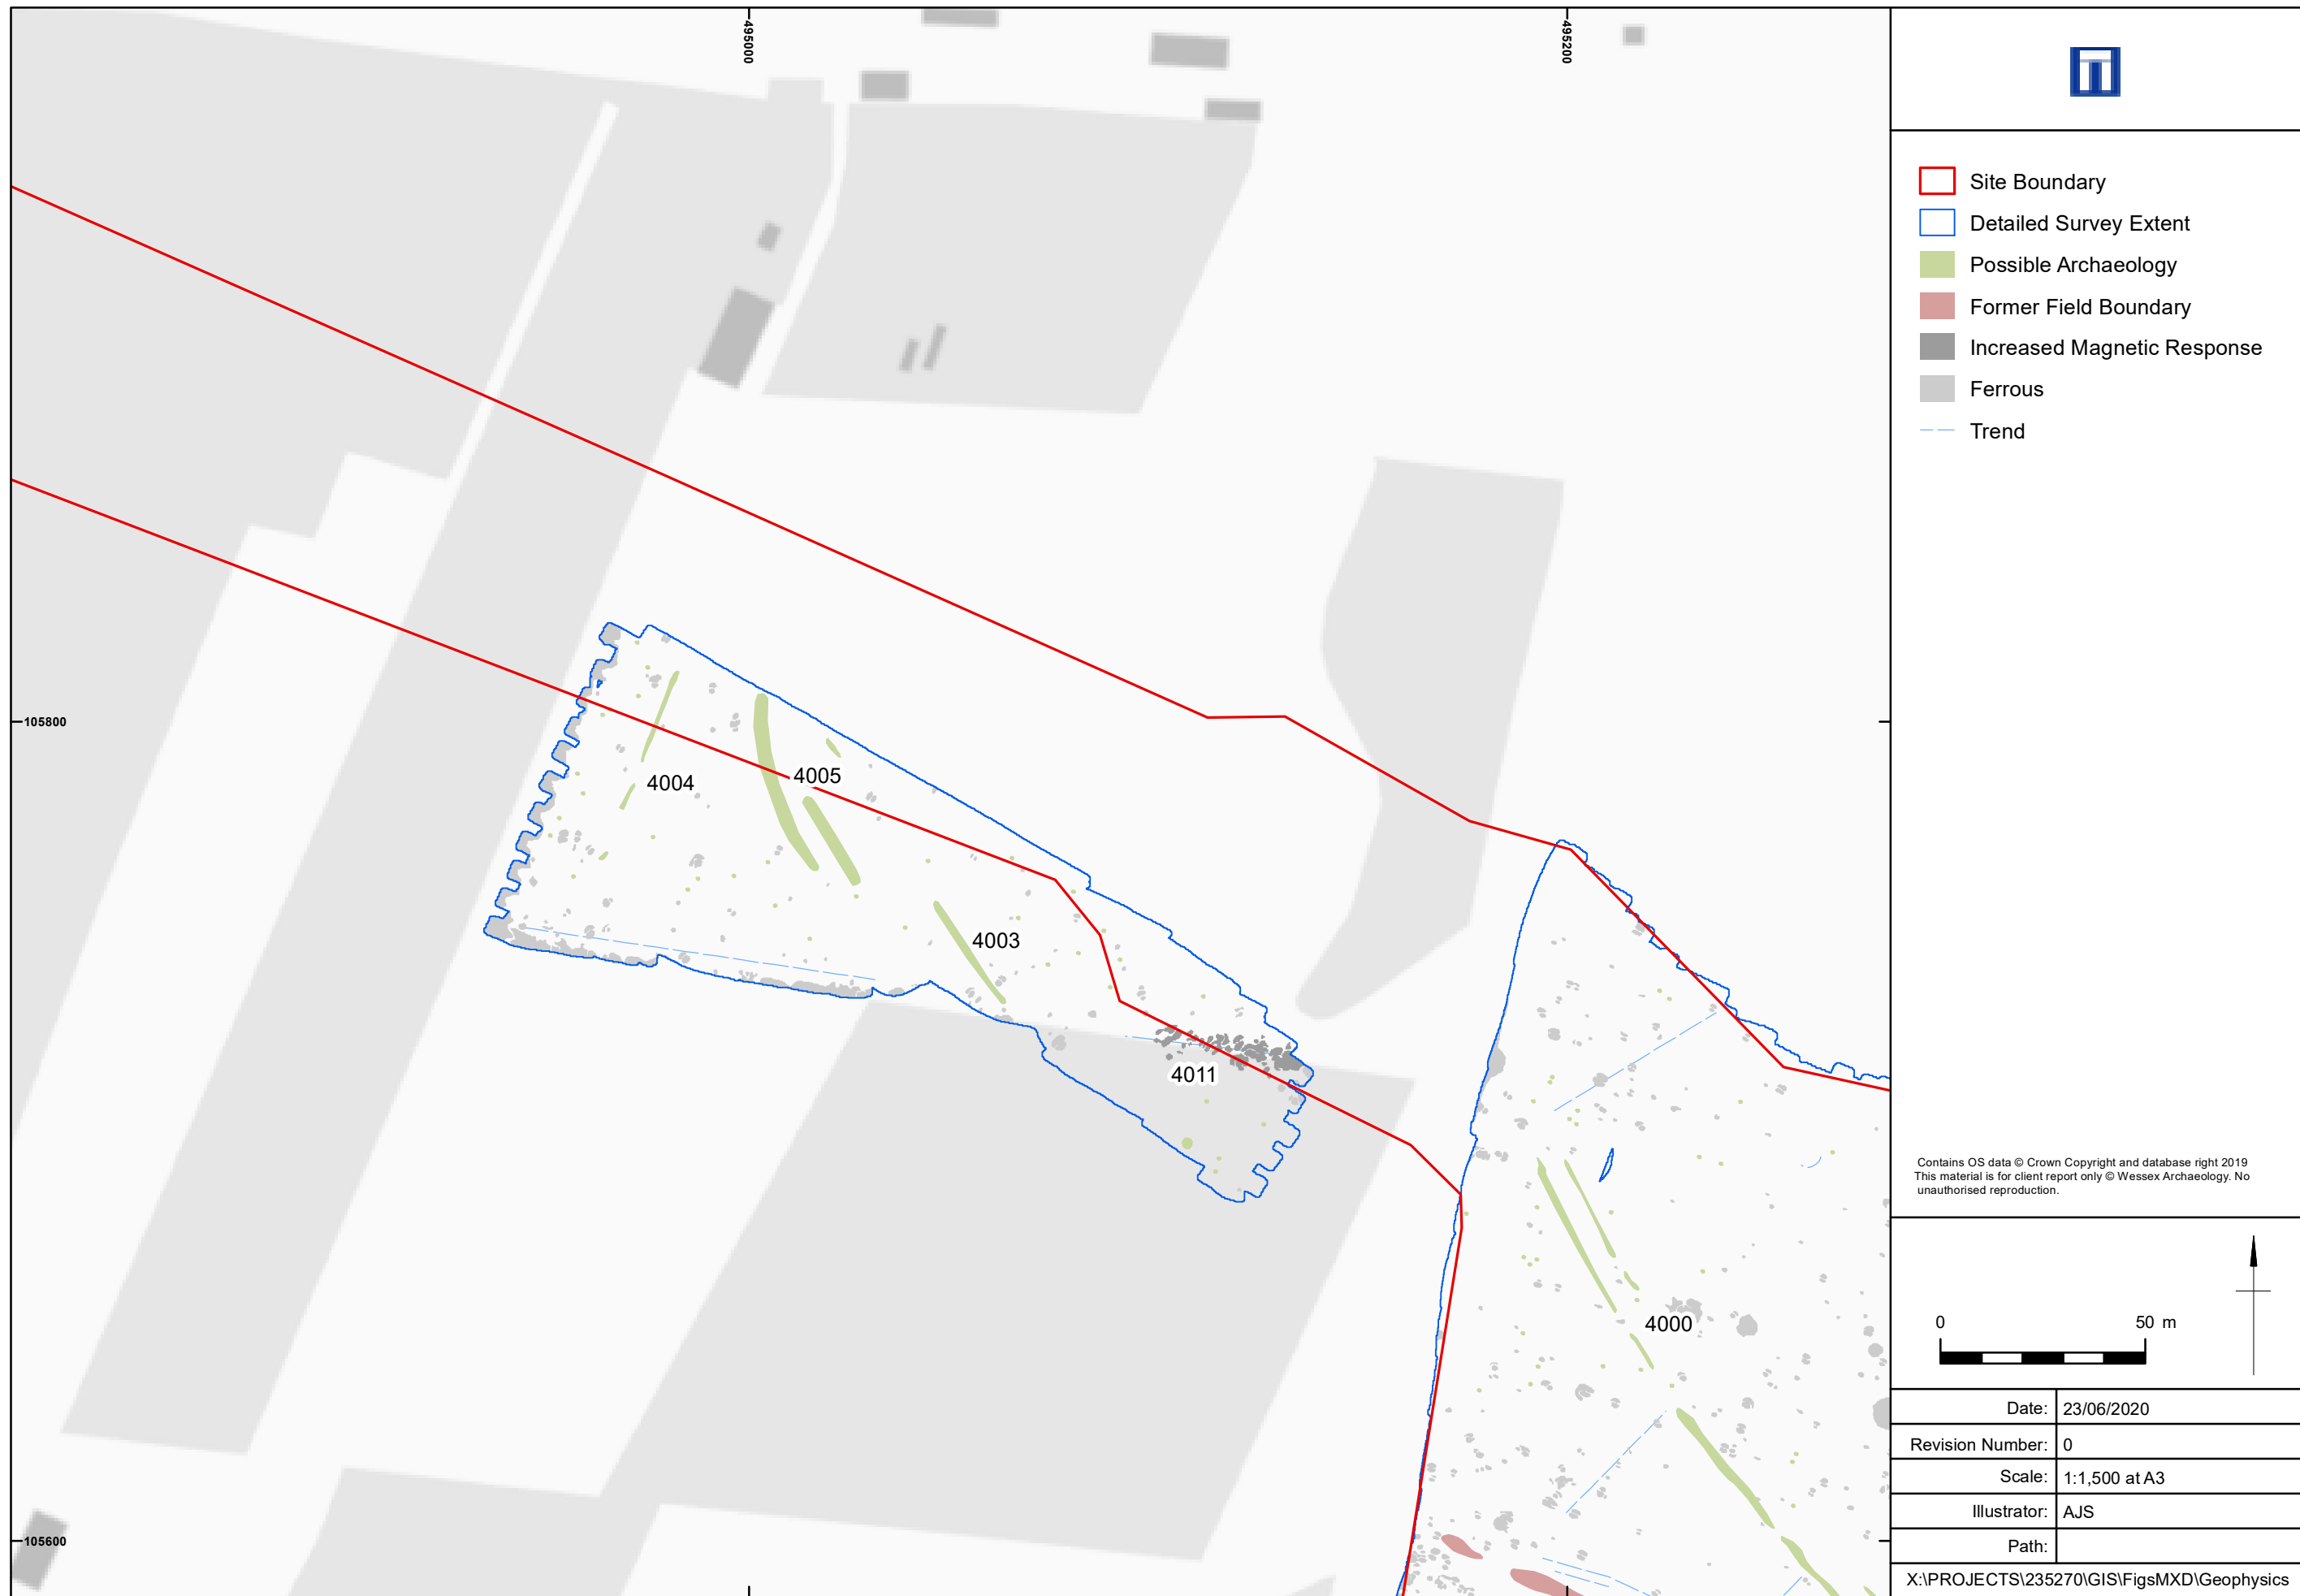 495000
495200
Site Boundary
Detailed Survey Extent
Possible Archaeology
Former Field Boundary
Increased Magnetic Response
Ferrous
Trend
105800
4004
4005
4003
4011
4000
105600
Contains OS data © Crown Copyright and database right 2019
This material is for client report only © Wessex Archaeology. No
unauthorised reproduction.
0 50 m
Date: 23/06/2020
Revision Number: 0
Scale: 1:1,500 at A3
Illustrator: AJS
Path:
X:\PROJECTS\235270\GIS\FigsMXD\Geophysics